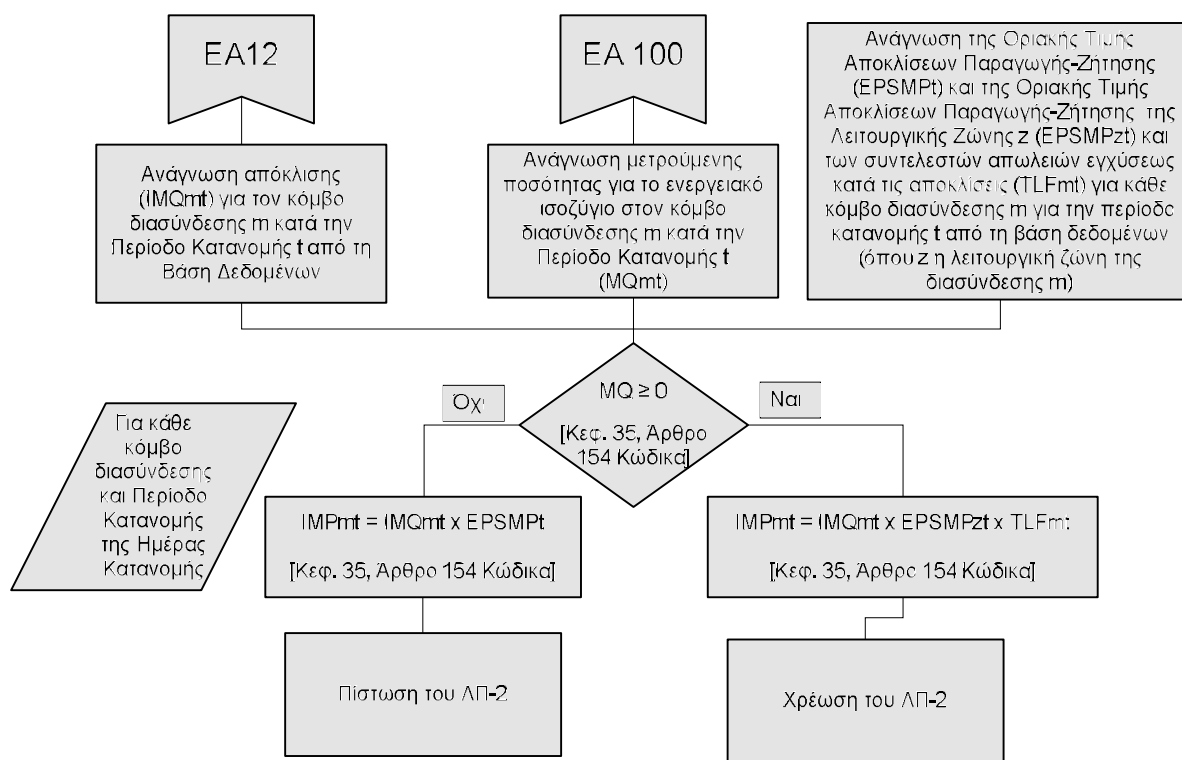 EA12
EA 100
Ανάγνωση της Οριακής Τιμής
Αποκλίσεων Παραγωγής-Ζήτησης
(EPSMPt) και της Οριακής Τιμής
Αποκλίσεων Παραγωγής-Ζήτησης της
Λειτουργικής Ζώνης z (EPSMPzt) και
των συντελεστών απωλειών εγχύσεως
κατά τις αποκλίσεις (TLFmt) για κάθε
κόμβο διασύνδεσης m για την περίοδο
κατανομής t από τη βάση δεδομένων
(όπου z η λειτουργική ζώνη της
διασύνδεσης m)
Ανάγνωση απόκλισης
(IMQmt) για τον κόμβο
διασύνδεσης m κατά την
Περίοδο Κατανομής t από τη
Βάση Δεδομένων
Ανάγνωση μετρούμενης
ποσότητας για το ενεργειακό
ισοζύγιο στον κόμβο
διασύνδεσης m κατά την
Περίοδο Κατανομής t
(MQmt)
MQ ≥ 0
[Κεφ. 35, Άρθρο
154 Κώδικα]
Όχι
Ναι
Για κάθε
κόμβο
διασύνδεσης
και Περίοδο
Κατανομής
της Ημέρας
Κατανομής
IMPmt = IMQmt x EPSMPt
[Κεφ. 35, Άρθρο 154 Κώδικα]
IMPmt = IMQmt x EPSMPzt x TLFmt
[Κεφ. 35, Άρθρο 154 Κώδικα]
Πίστωση του ΛΠ-2
Χρέωση του ΛΠ-2